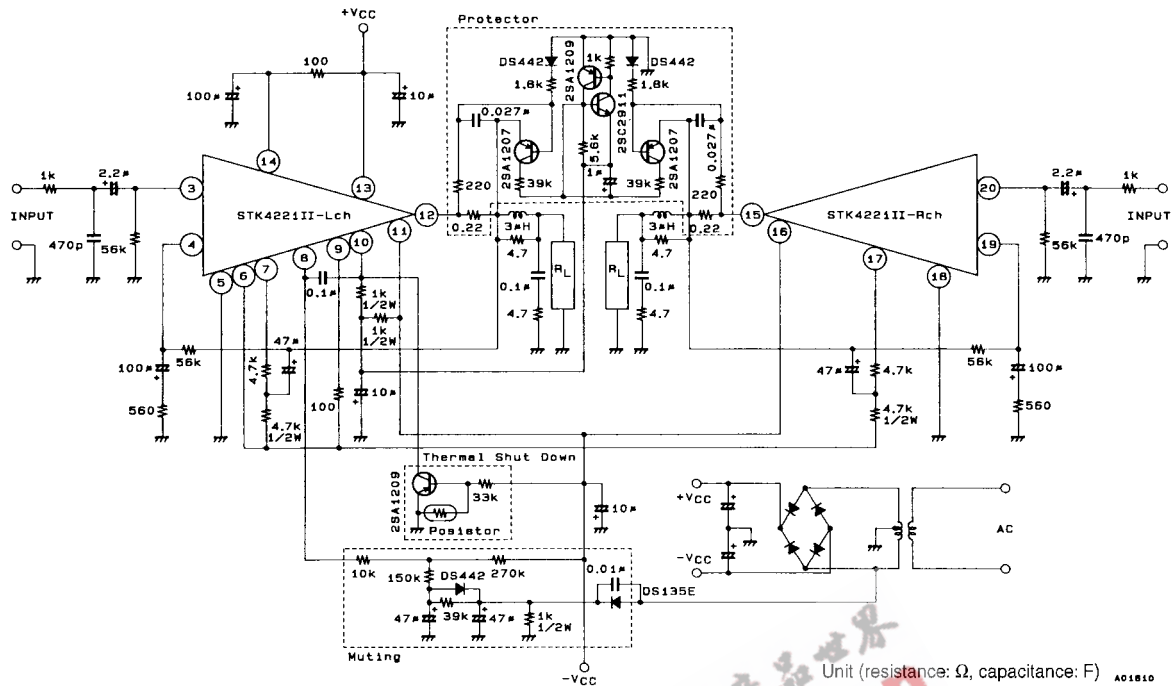 +VCC
Protector
100
DS442
1k
DS442
2SA1209
1.8k
1.8k
100μ
10μ
0.027μ
2SC2911
0.027μ
14
2SA1207
5.6k
2SA1207
13
1μ
1k
2.2μ
3
39k
39k
220
220
20
2.2μ
1k
INPUT
STK4221II-Lch
12
15
STK4221II-Rch
INPUT
0.22
3μH
3μH
0.22
16
470p
56k
4
11
10
9
8
7
6
5
4.7
4.7
RL
RL
17
18
19
56k
470p
0.1μ
1k
1/2W
1k
1/2W
0.1μ
0.1μ
4.7
4.7
100μ
56k
47μ
4.7k
47μ
4.7k
56k
100μ
560
4.7k
1/2W
100
10μ
4.7k
1/2W
560
Thermal Shut Down
2SA1209
33k
Posistor
10μ
+VCC
-VCC
AC
10k
150k
DS442
270k
0.01μ
DS135E
39k
47μ
47μ
1k
1/2W
Muting
-VCC
Unit (resistance: Ω, capacitance: F)
A01810